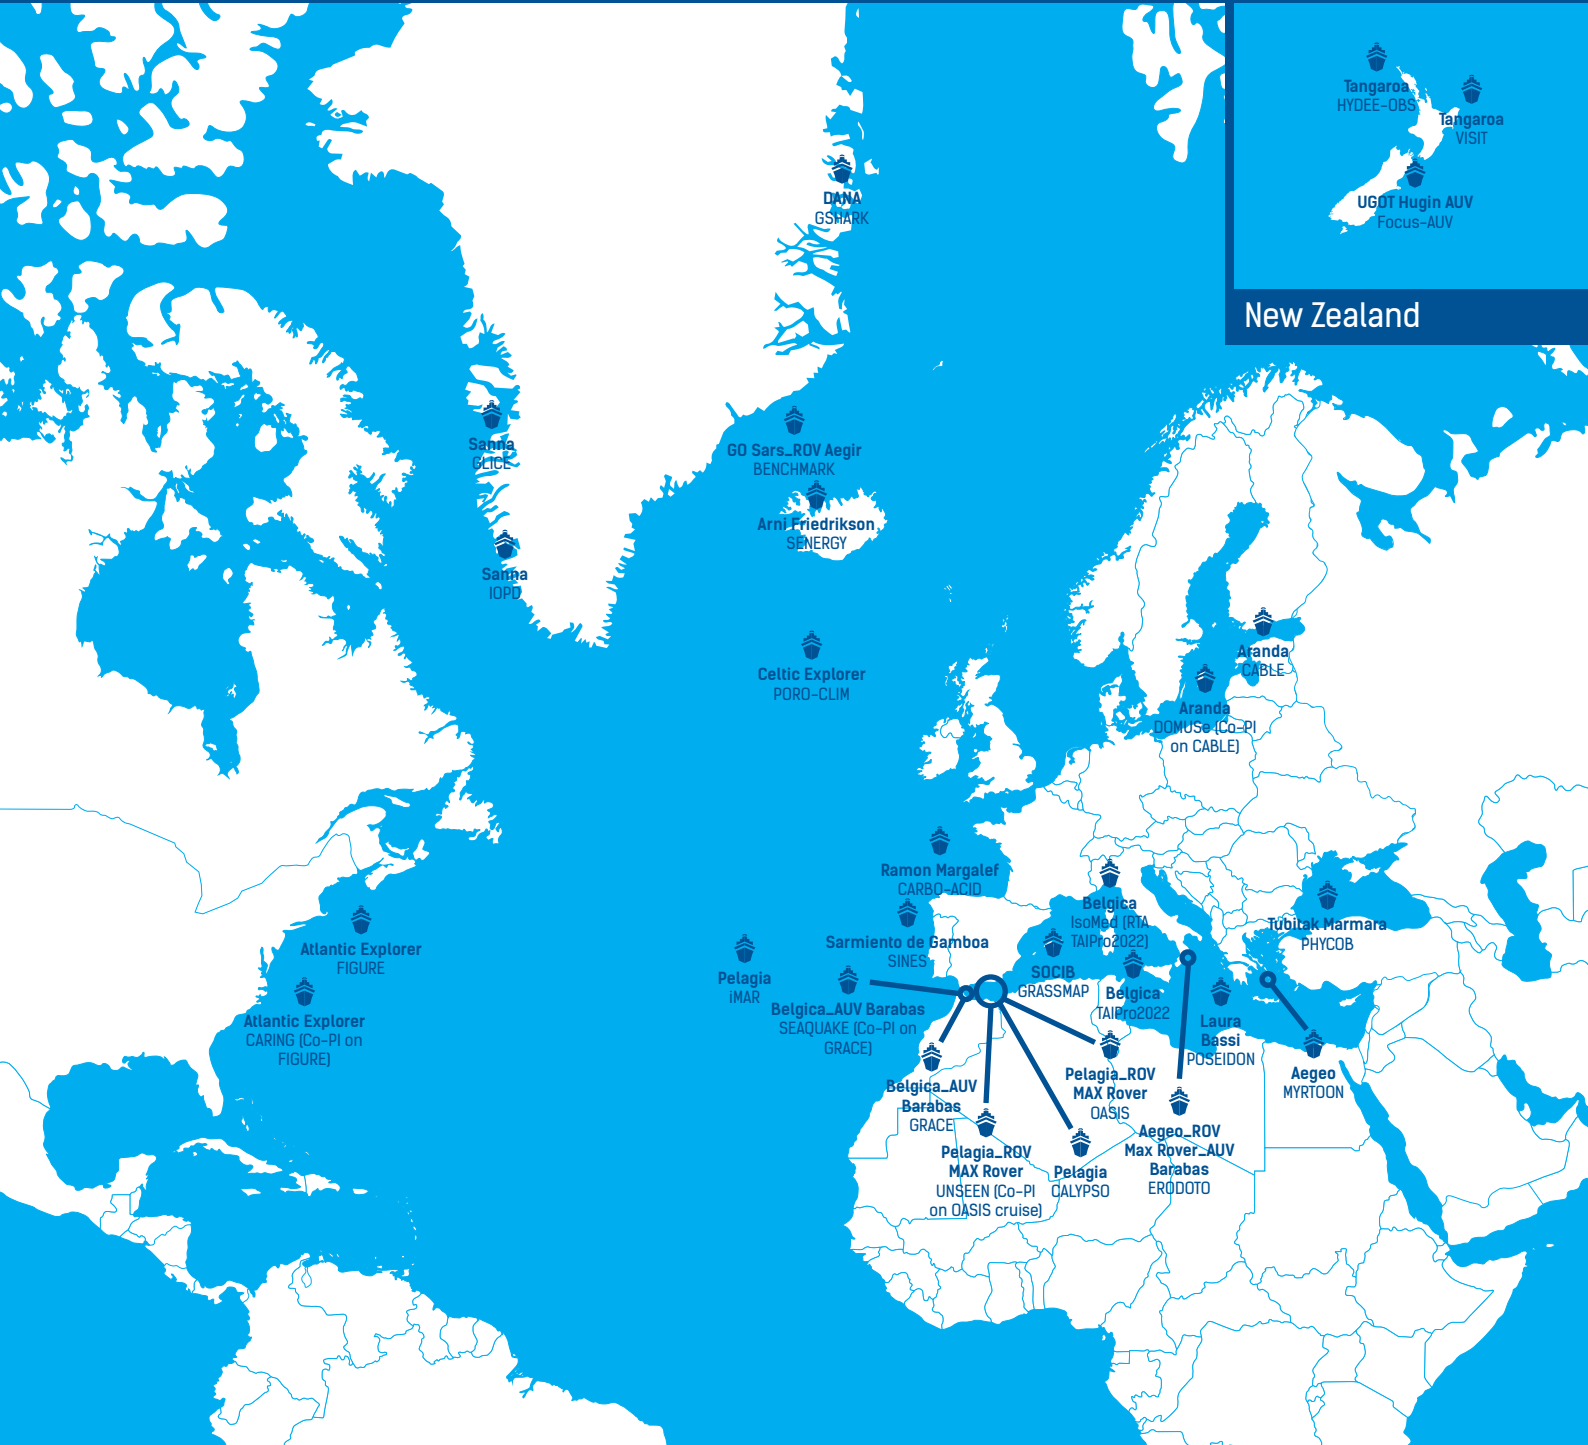 Tangaroa
HYDEE-OBS
Tangaroa
VISIT
UGOT Hugin AUV
Focus-AUV
New Zealand
DANA
GSHARK
Sanna
GLICE
GO Sars_ROV Aegir
BENCHMARK
Arni Friedrikson
SENERGY
Sanna
IOPD
Celtic Explorer
PORO-CLIM
Aranda
CABLE
Aranda
DOMUSe (Co-PI
on CABLE)
Ramon Margalef
CARBO-ACID
Belgica
IsoMed (RTA
TAIPro2022)
Tubitak Marmara
PHYCOB
Atlantic Explorer
FIGURE
Sarmiento de Gamboa
SINES
Pelagia
iMAR
SOCIB
GRASSMAP
Belgica
TAIPro2022
Atlantic Explorer
CARING (Co-PI on
FIGURE)
Belgica_AUV Barabas
SEAQUAKE (Co-PI on
GRACE)
Laura
Bassi
POSEIDON
Aegeo
MYRTOON
Belgica_AUV
Barabas
GRACE
Pelagia_ROV
MAX Rover
OASIS
Pelagia_ROV
MAX Rover
UNSEEN (Co-PI
on OASIS cruise)
Pelagia
CALYPSO
Aegeo_ROV
Max Rover_AUV
Barabas
ERODOTO